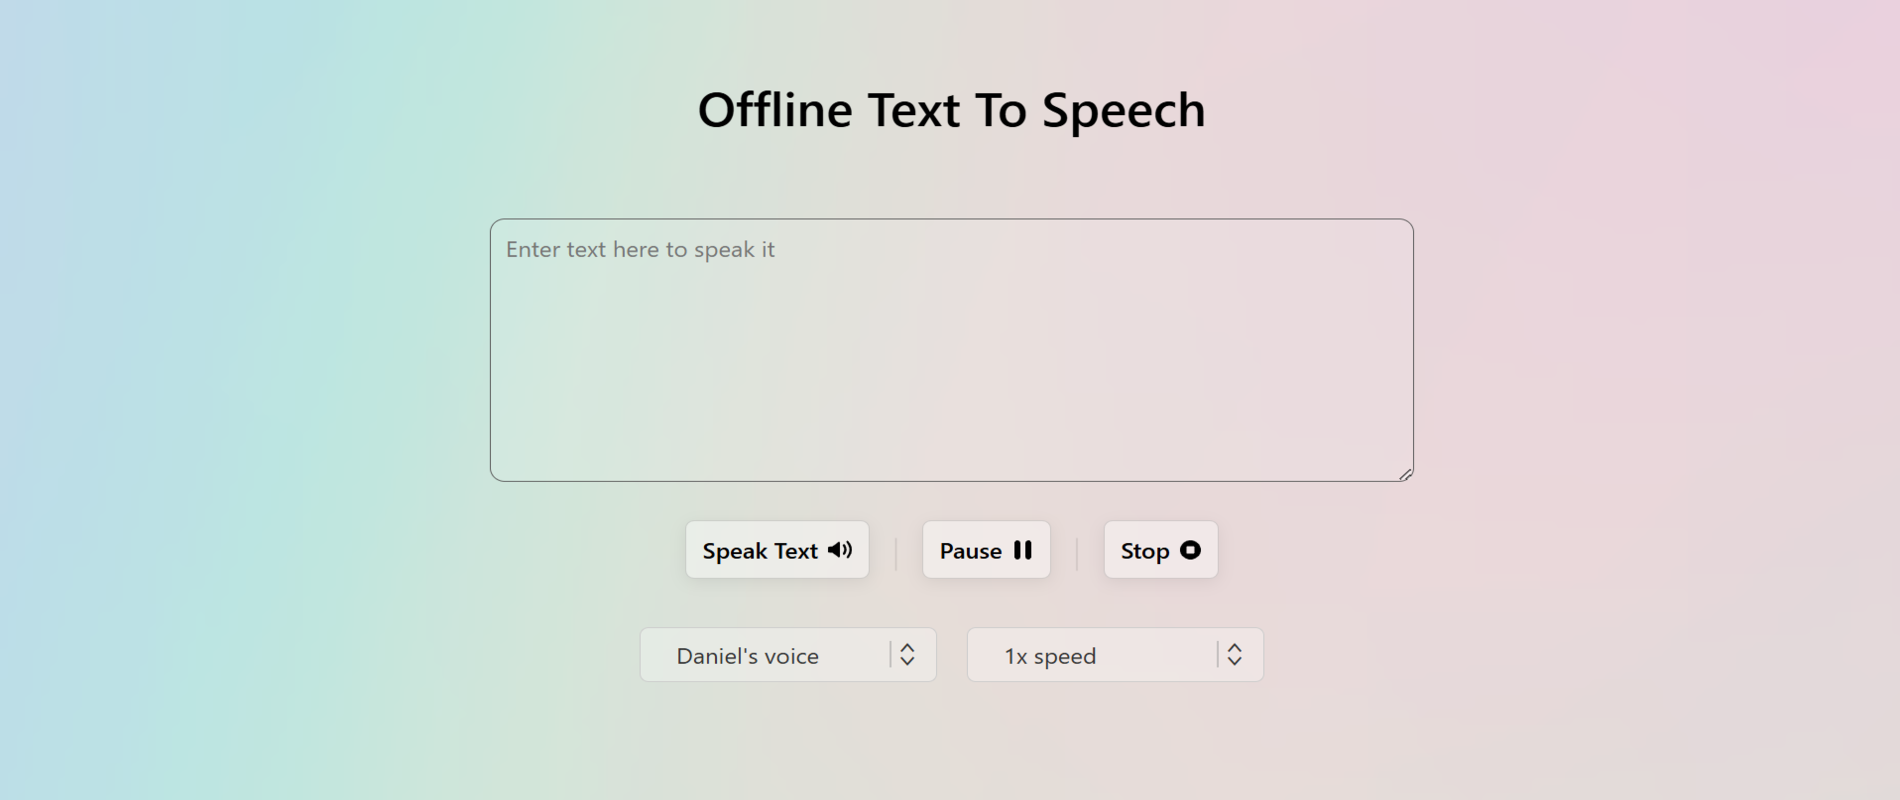 Offline Text To Speech
Enter text here to speak it
Speak Text
Pause
Stop
Daniel's voice
1x speed